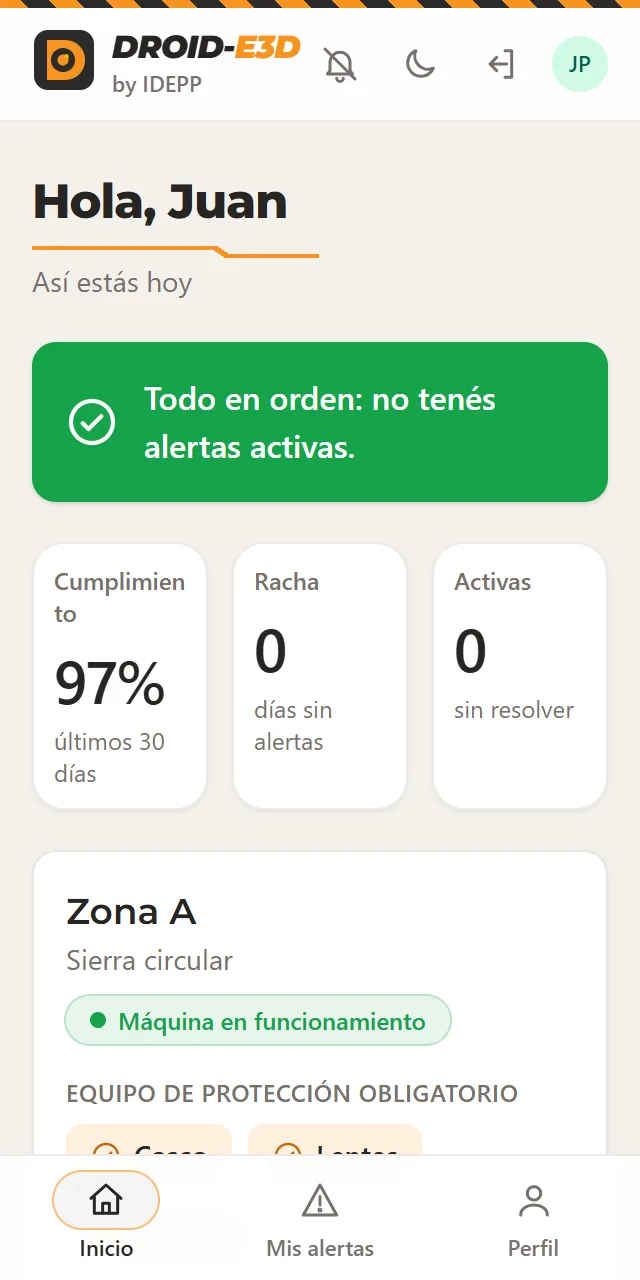 DROID-E3D
by IDEPP
JP
Hola, Juan
Así estás hoy
Todo en orden: no tenés
alertas activas.
Cumplimien
to
97%
últimos 30
días
Racha
0
días sin
alertas
Activas
0
sin resolver
Zona A
Sierra circular
Máquina en funcionamiento
EQUIPO DE PROTECCIÓN OBLIGATORIO
Casco
Lentes
Inicio
Mis alertas
Perfil